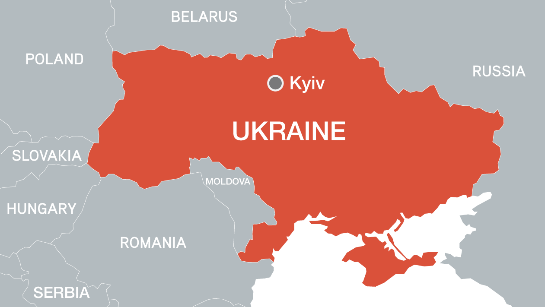 BELARUS
POLAND
RUSSIA
Kyiv
UKRAINE
SLOVAKIA
MOLDOVA
HUNGARY
ROMANIA
SERBIA